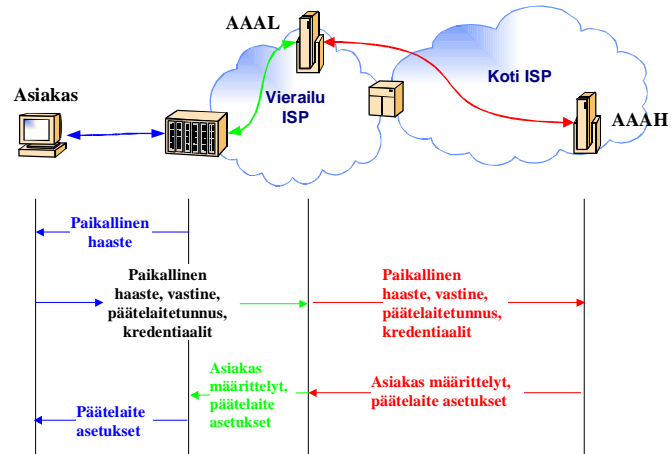 AAAL
Koti ISP
Vierailu
ISP
Asiakas
AAAH
Paikallinen
haaste
Paikallinen
haaste, vastine,
päätelaitetunnus,
kredentiaalit
Paikallinen
haaste, vastine,
päätelaitetunnus,
kredentiaalit
Asiakas
määrittelyt,
päätelaite
asetukset
Asiakas määrittelyt,
päätelaite asetukset
Päätelaite
asetukset